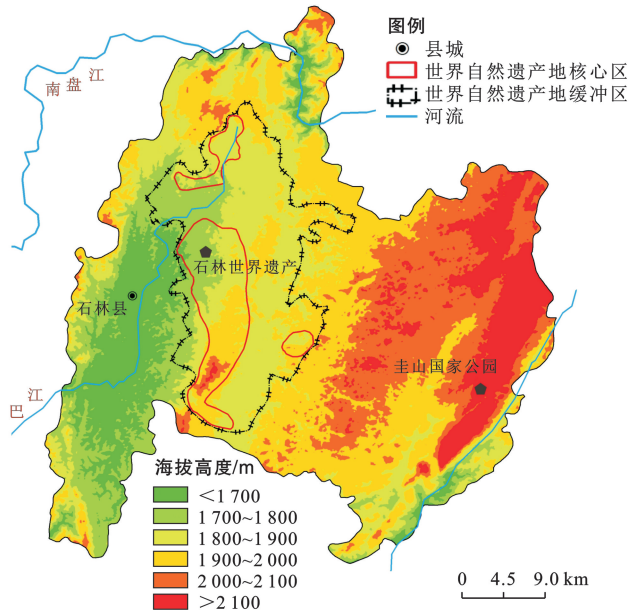 图例
县城
世界自然遗产地核心区
世界自然遗产地缓冲区
河流
南盘江
石林世界遗产
石林县
圭山国家公园
巴江
海拔高度/m
<1 700
1 700~1 800
1 800~1 900
1 900~2 000
2 000~2 100
>2 100
0 4.5 9.0 km